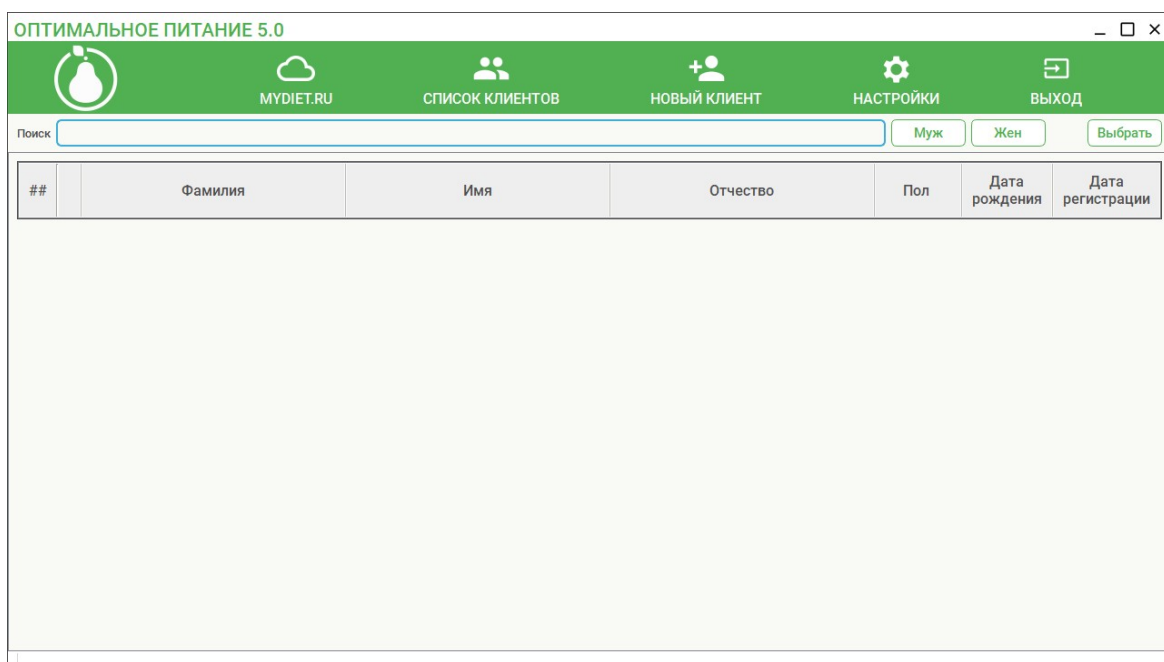 ОПТИМАЛЬНОЕ ПИТАНИЕ 5.0
MYDIET.RU СПИСОК КЛИЕНТОВ НОВЫЙ КЛИЕНТ НАСТРОЙКИ ВЫХОД
Поиск Муж Жен Выбрать
## Фамилия Имя Отчество Пол Дата рождения Дата регистрации